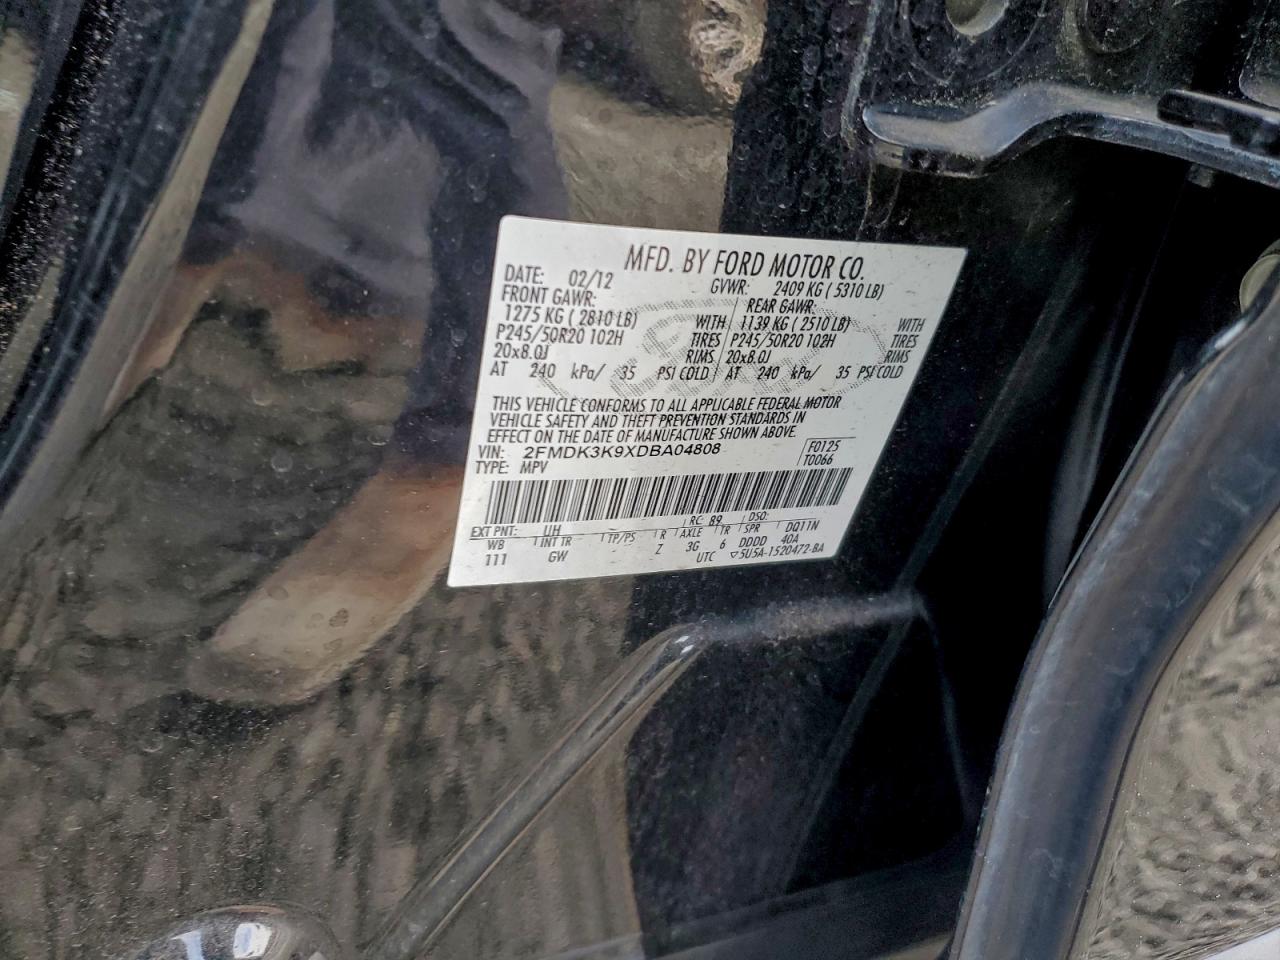 MFD. BY FORD MOTOR CO.
DATE: 02/12 GVWR: 2409 KG ( 5310 LB)
FRONT GAWR: REAR GAWR:
1275 KG ( 2810 LB) WITH 1139 KG ( 2510 LB) WITH
P245/50R20 102H TIRES P245/50R20 102H TIRES
20x8.0J RIMS 20x8.0J RIMS
AT 240 kPa/ 35 PSI COLD AT 240 kPa/ 35 PSI COLD
THIS VEHICLE CONFORMS TO ALL APPLICABLE FEDERAL MOTOR
VEHICLE SAFETY AND THEFT PREVENTION STANDARDS IN
EFFECT ON THE DATE OF MANUFACTURE SHOWN ABOVE.
VIN: 2FMDK3K9XDBA04808 F0125
TYPE: MPV T0066
EXT PNT: UH RC: 89 DSO:
WB INT TR TP/PS R AXLE TR SPR DQ11N
111 GW Z 3G 6 DDDD 40A
UTC ▽5U5A-1520472-BA